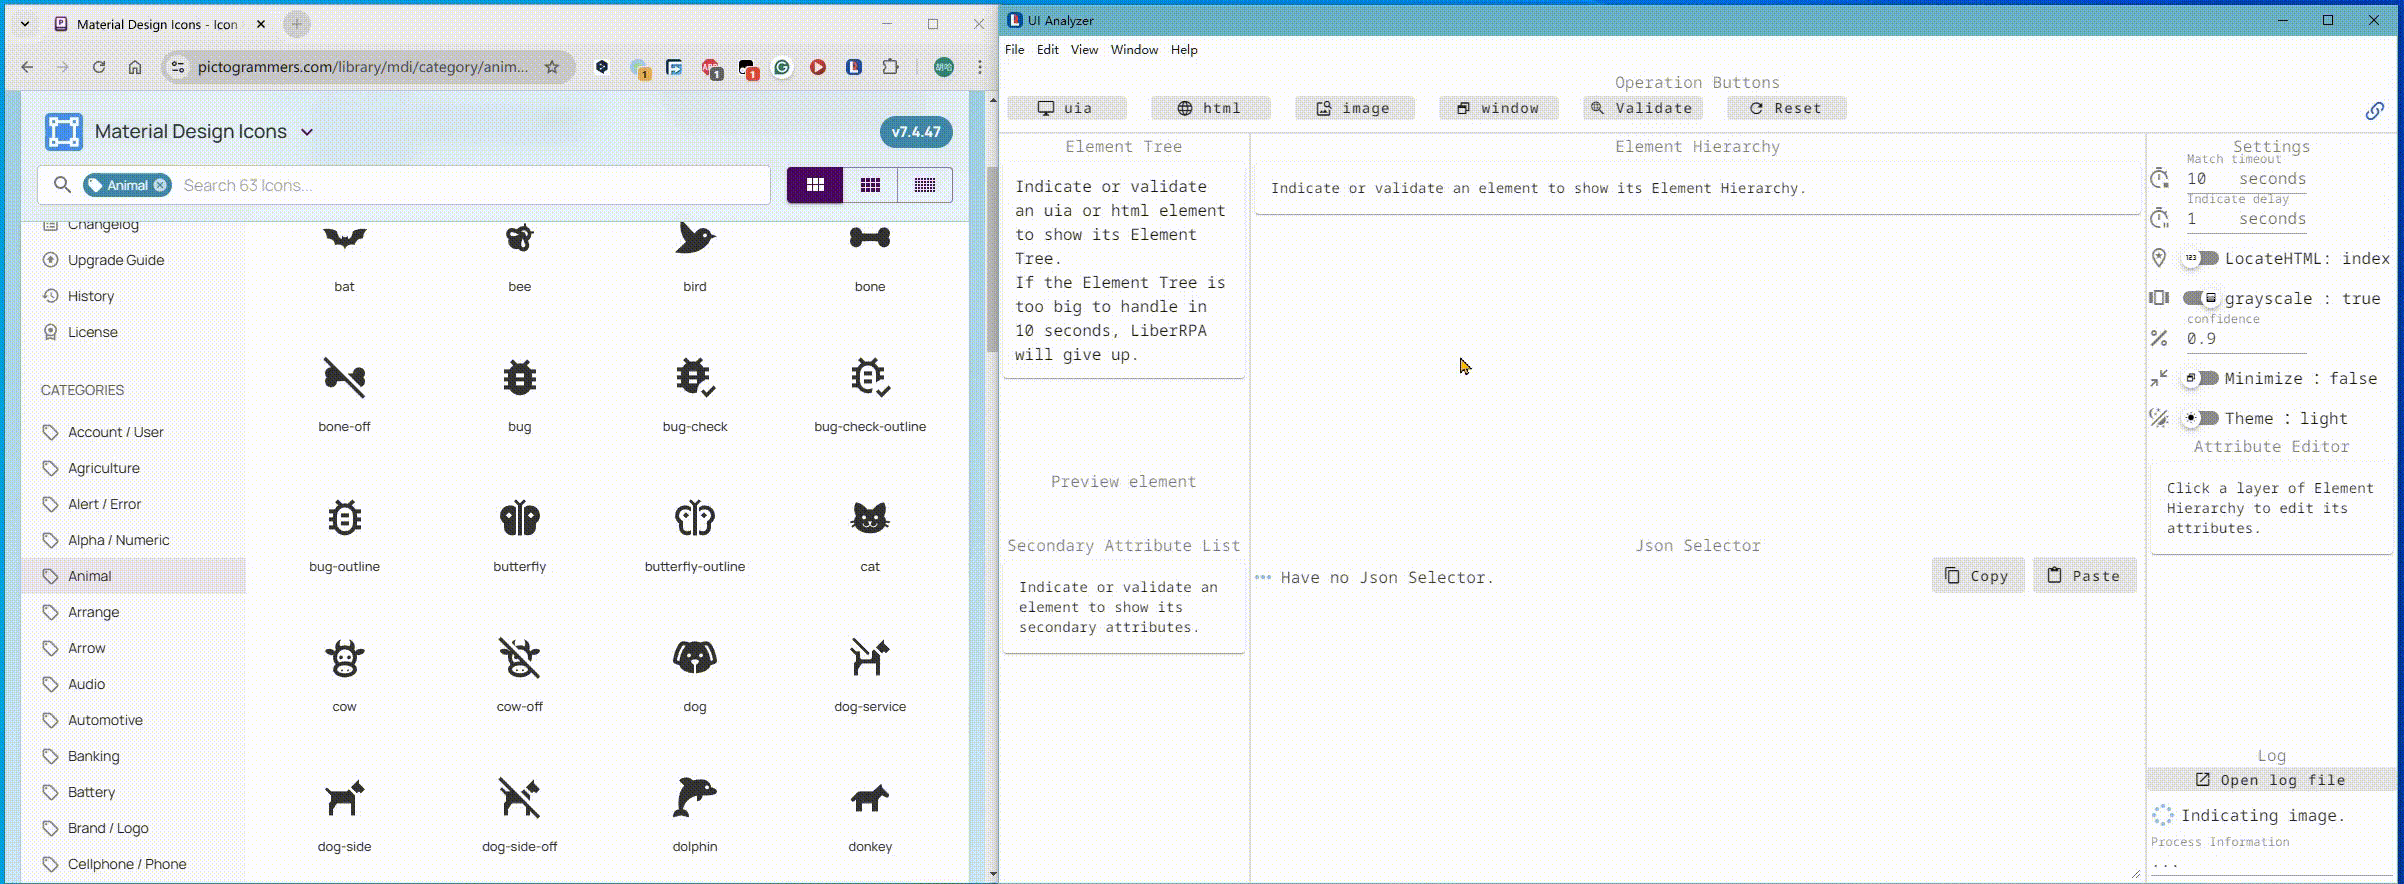 Material Design Icons - Icon
pictogrammers.com/library/mdi/category/anim...
1
1
1
Material Design Icons
v7.4.47
Animal
Search 63 Icons...
Changelog
Upgrade Guide
History
License
CATEGORIES
Account / User
Agriculture
Alert / Error
Alpha / Numeric
Animal
Arrange
Arrow
Audio
Automotive
Banking
Battery
Brand / Logo
Cellphone / Phone
bat
bee
bird
bone
bone-off
bug
bug-check
bug-check-outline
bug-outline
butterfly
butterfly-outline
cat
cow
cow-off
dog
dog-service
dog-side
dog-side-off
dolphin
donkey
UI Analyzer
File Edit View Window Help
Operation Buttons
uia
html
image
window
Validate
Reset
Element Tree
Indicate or validate
an uia or html element
to show its Element
Tree.
If the Element Tree is
too big to handle in
10 seconds, LiberRPA
will give up.
Preview element
Secondary Attribute List
Indicate or validate an
element to show its
secondary attributes.
Element Hierarchy
Indicate or validate an element to show its Element Hierarchy.
Json Selector
Have no Json Selector.
Copy
Paste
Settings
Match timeout
10 seconds
Indicate delay
1 seconds
123
LocateHTML: index
grayscale : true
confidence
0.9
Minimize : false
Theme : light
Attribute Editor
Click a layer of Element
Hierarchy to edit its
attributes.
Log
Open log file
Indicating image.
Process Information
...